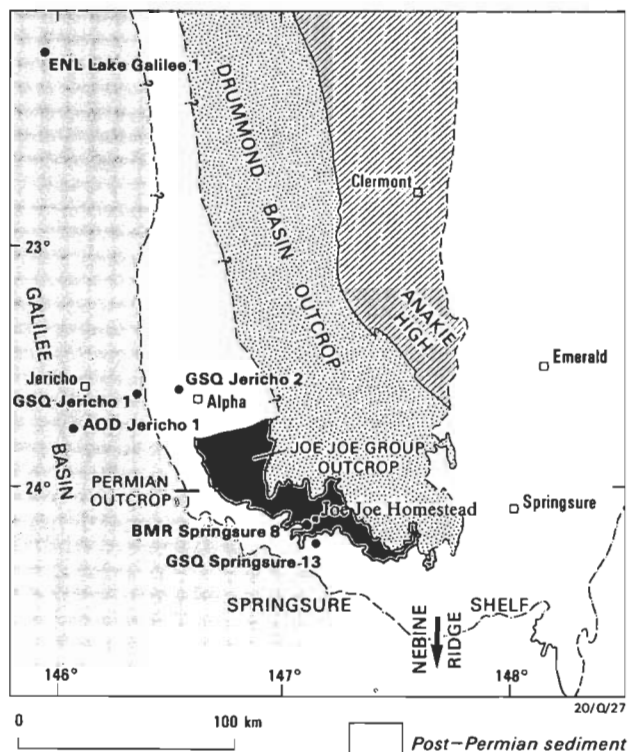 ENL Lake Galilee 1
DRUMMOND BASIN OUTCROP
Clermont
23°
ANAKIE HIGH
GALILEE BASIN
Emerald
Jericho
GSQ Jericho 2
GSQ Jericho 1
Alpha
AOD Jericho 1
JOE JOE GROUP
OUTCROP
PERMIAN
OUTCROP
24°
Joe Joe Homestead
Springsure
BMR Springsure 8
GSQ Springsure 13
SPRINGSURE SHELF
NEBINE
RIDGE
146° 147° 148°
20/Q/27
0 100 km
Post-Permian sediment
? ? ? ? ?